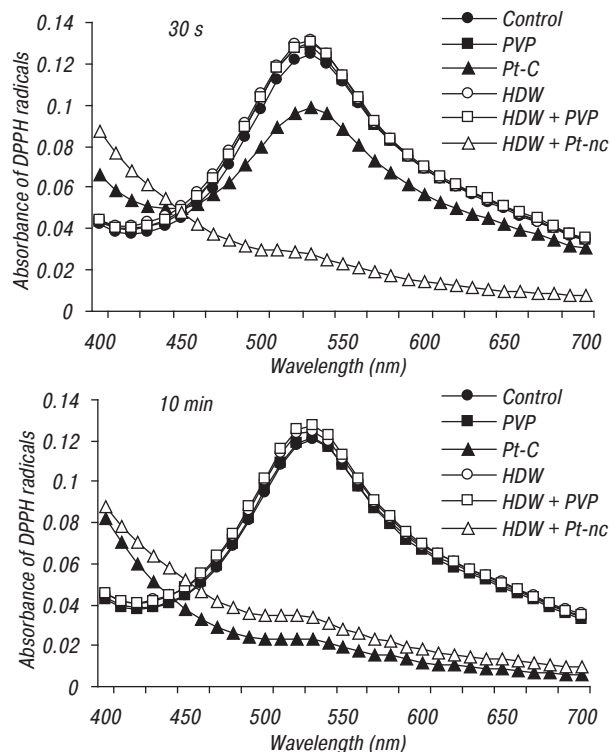 0.14
0.12
0.1
0.08
0.06
0.04
0.02
0
Absorbance of DPPH radicals
30 s
Control
PVP
Pt-C
HDW
HDW + PVP
HDW + Pt-nc
400 450 500 550 600 650 700
Wavelength (nm)
0.14
0.12
0.1
0.08
0.06
0.04
0.02
0
Absorbance of DPPH radicals
10 min
Control
PVP
Pt-C
HDW
HDW + PVP
HDW + Pt-nc
400 450 500 550 600 650 700
Wavelength (nm)